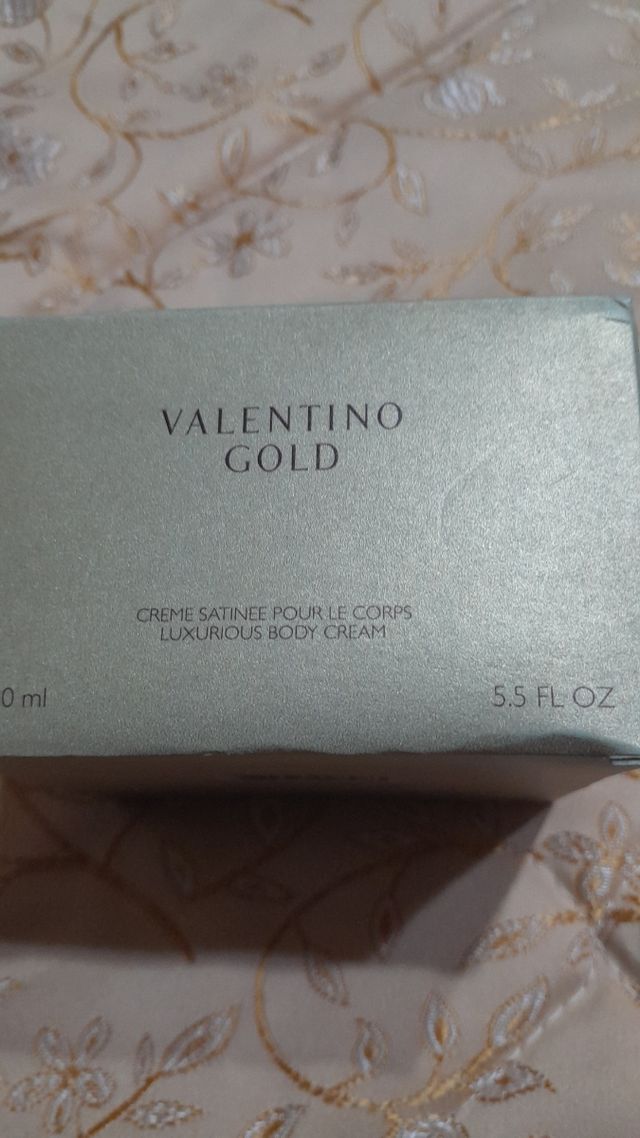 VALENTINO
GOLD
CREME SATINEE POUR LE CORPS
LUXURIOUS BODY CREAM
0 ml
5.5 FL OZ